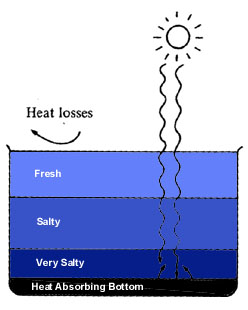 Heat losses
Fresh
Salty
Very Salty
Heat Absorbing Bottom